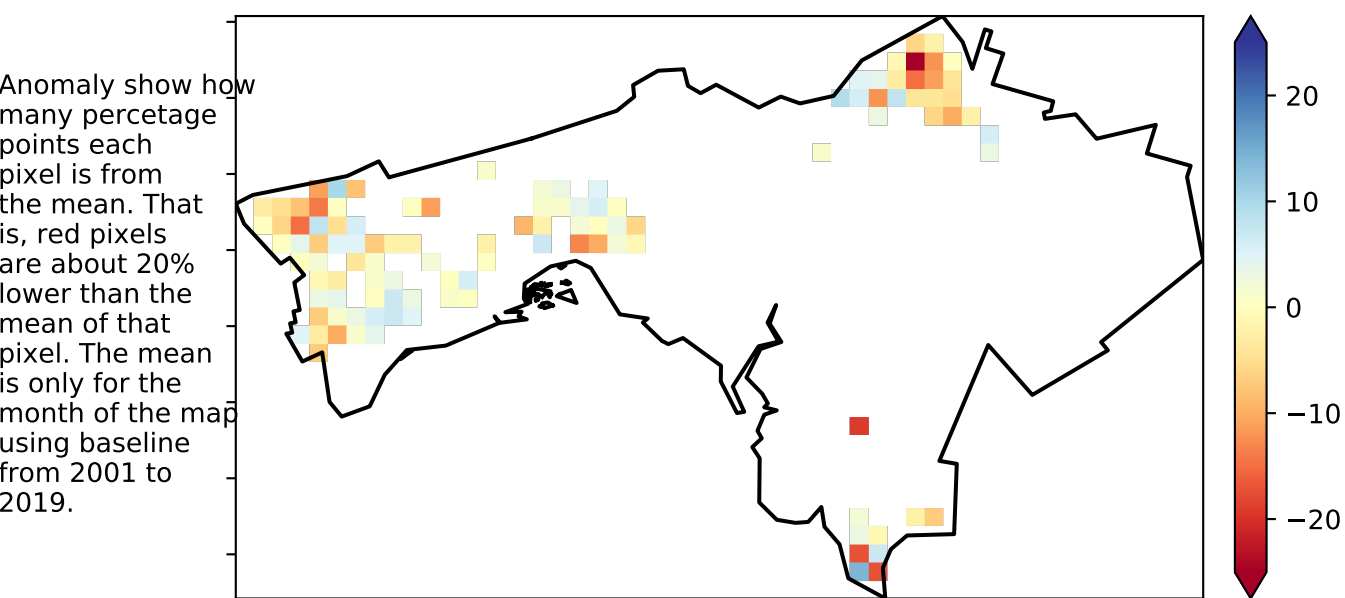 Anomaly show how
many percetage
points each
pixel is from
the mean. That
is, red pixels
are about 20%
lower than the
mean of that
pixel. The mean
is only for the
month of the map
using baseline
from 2001 to
2019.
20
10
0
−10
−20